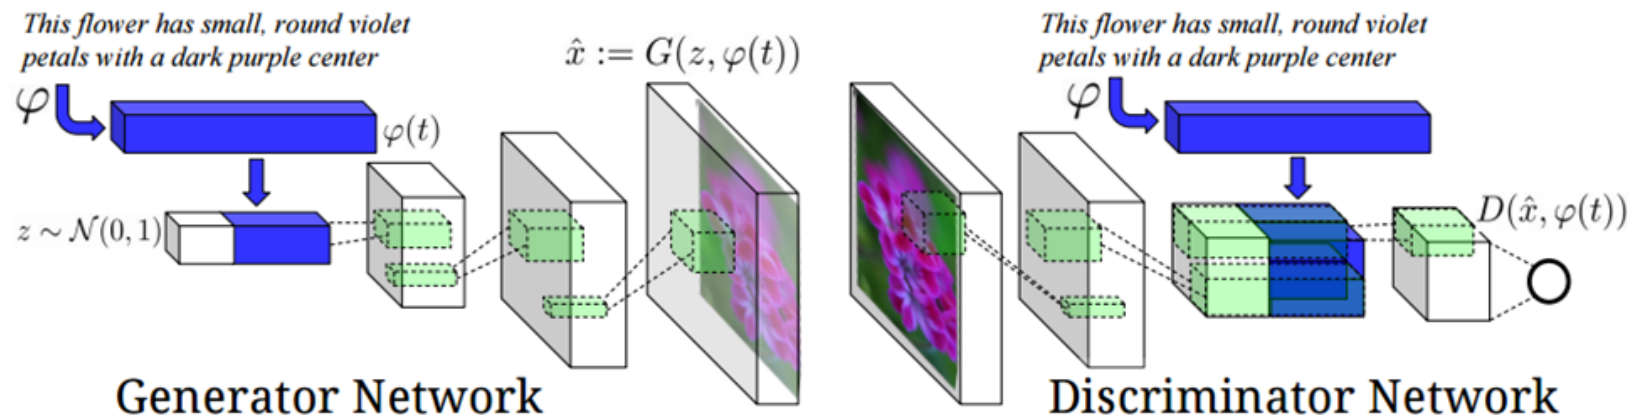 This flower has small, round violet
petals with a dark purple center
φ
φ(t)
z ∼ 𝒩(0, 1)
x̂ := G(z, φ(t))
Generator Network
This flower has small, round violet
petals with a dark purple center
φ
D(x̂, φ(t))
Discriminator Network